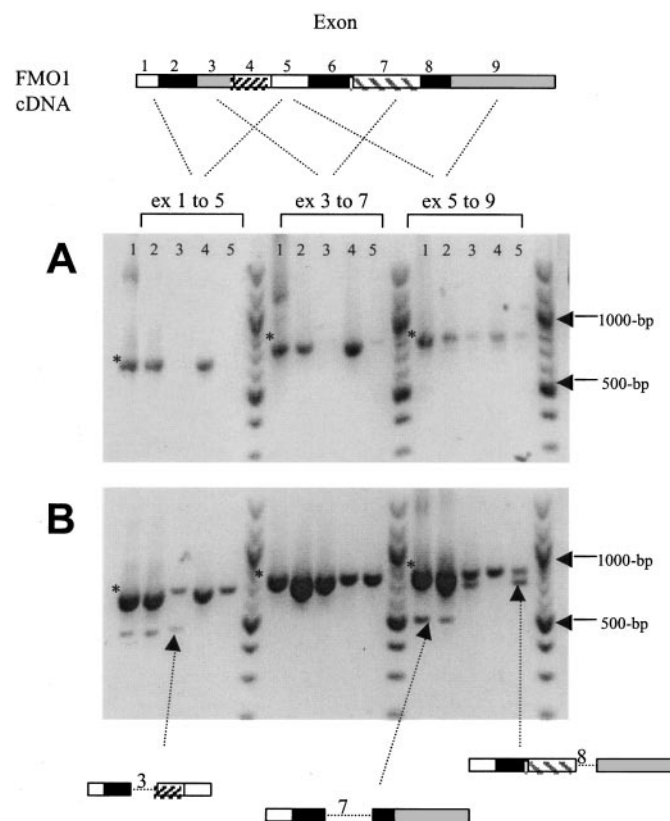 Exon
1 2 3 4 5 6 7 8 9
FMO1
cDNA
ex 1 to 5 ex 3 to 7 ex 5 to 9
A
1 2 3 4 5 1 2 3 4 5 1 2 3 4 5
*
*
*
1000-bp
500-bp
B
*
*
*
1000-bp
500-bp
3
7
8